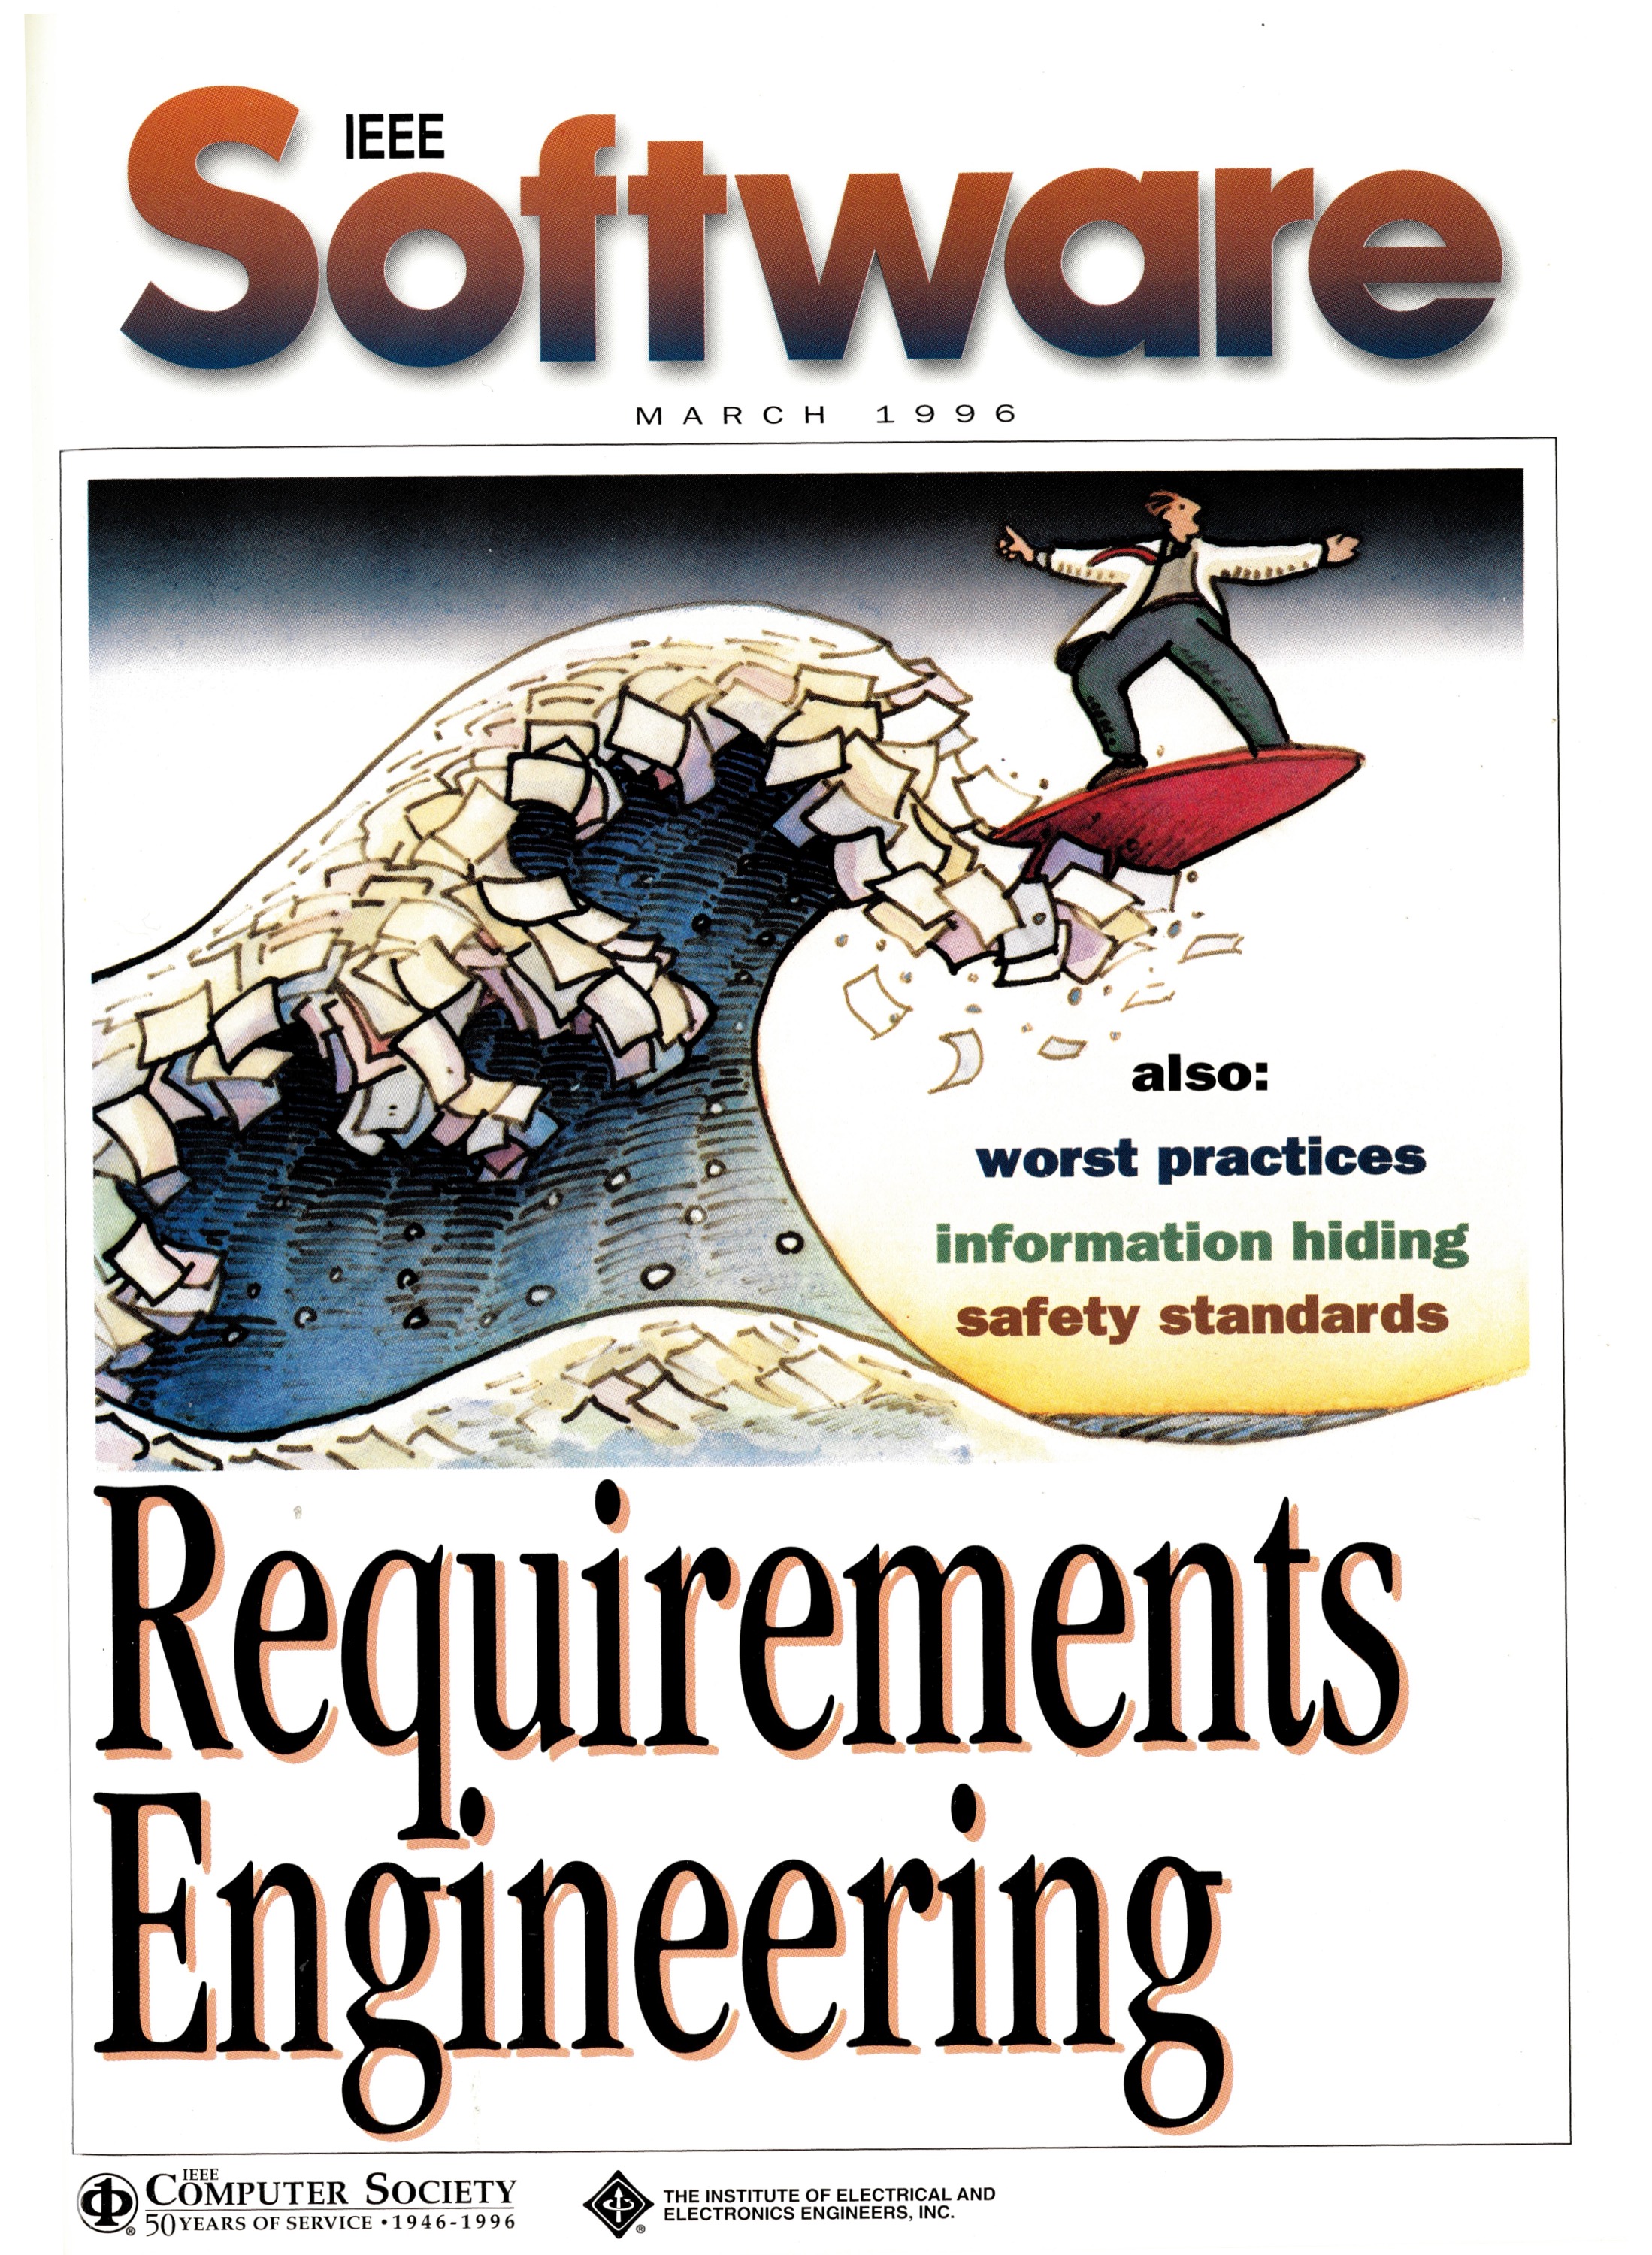 IEEE
Software
MARCH 1996
also:
worst practices
information hiding
safety standards
Requirements
Engineering
IEEE
COMPUTER SOCIETY
50 YEARS OF SERVICE • 1946-1996
®
THE INSTITUTE OF ELECTRICAL AND
ELECTRONICS ENGINEERS, INC.
®